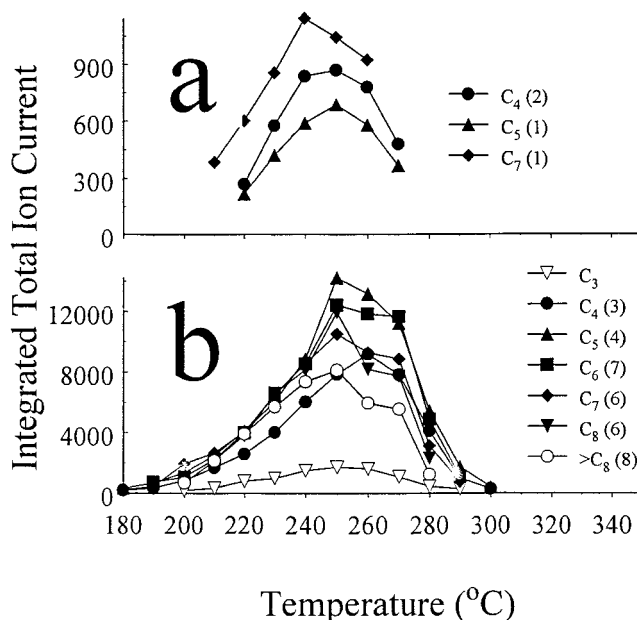 a
900
600
300
0
C4 (2)
C5 (1)
C7 (1)
Integrated Total Ion Current
b
12000
8000
4000
0
C3
C4 (3)
C5 (4)
C6 (7)
C7 (6)
C8 (6)
>C8 (8)
180 200 220 240 260 280 300 320 340
Temperature (°C)